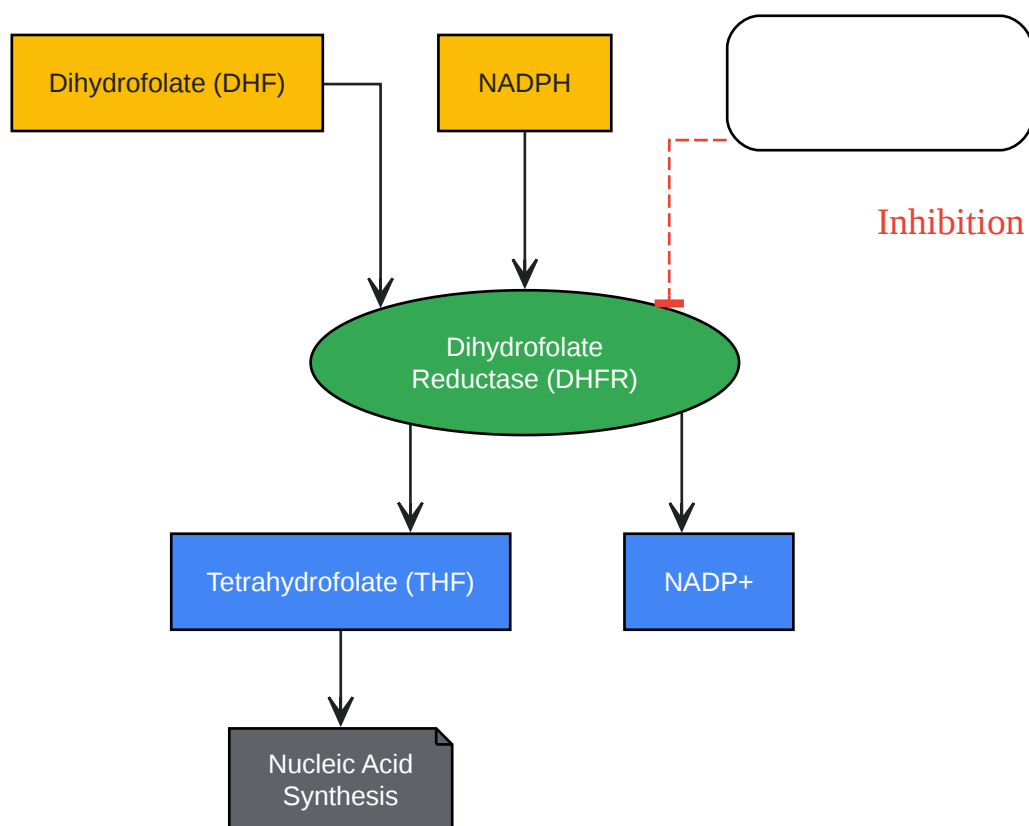 Dihydrofolate (DHF)
NADPH
Inhibition
Dihydrofolate
Reductase (DHFR)
Tetrahydrofolate (THF)
NADP+
Nucleic Acid
Synthesis